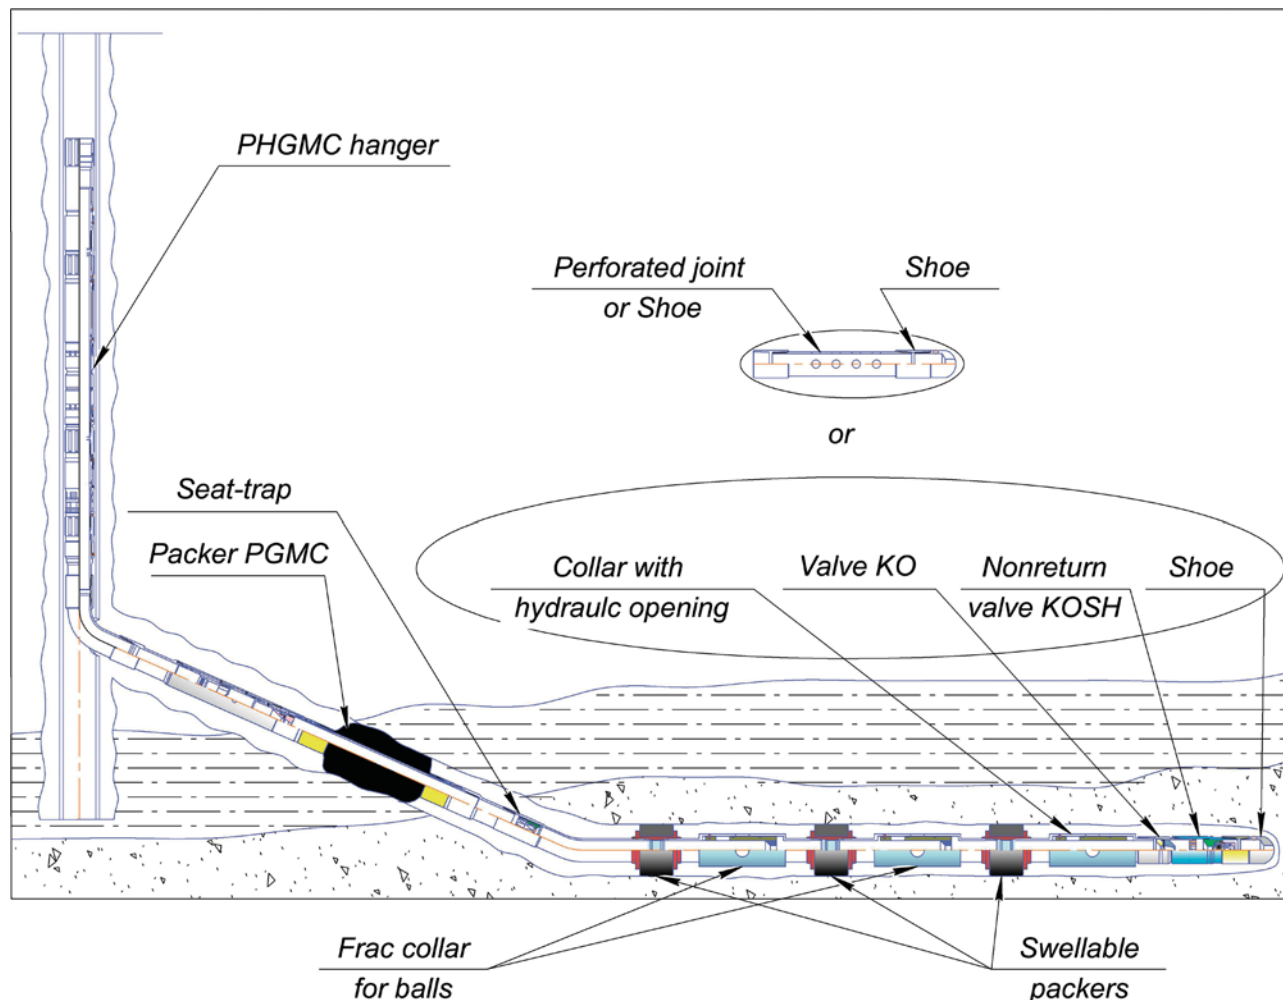 PHGMC hanger
Perforated joint
or Shoe
Shoe
or
Seat-trap
Packer PGMC
Collar with
hydraulc opening
Valve KO
Nonreturn
valve KOSH
Shoe
Frac collar
for balls
Swellable
packers